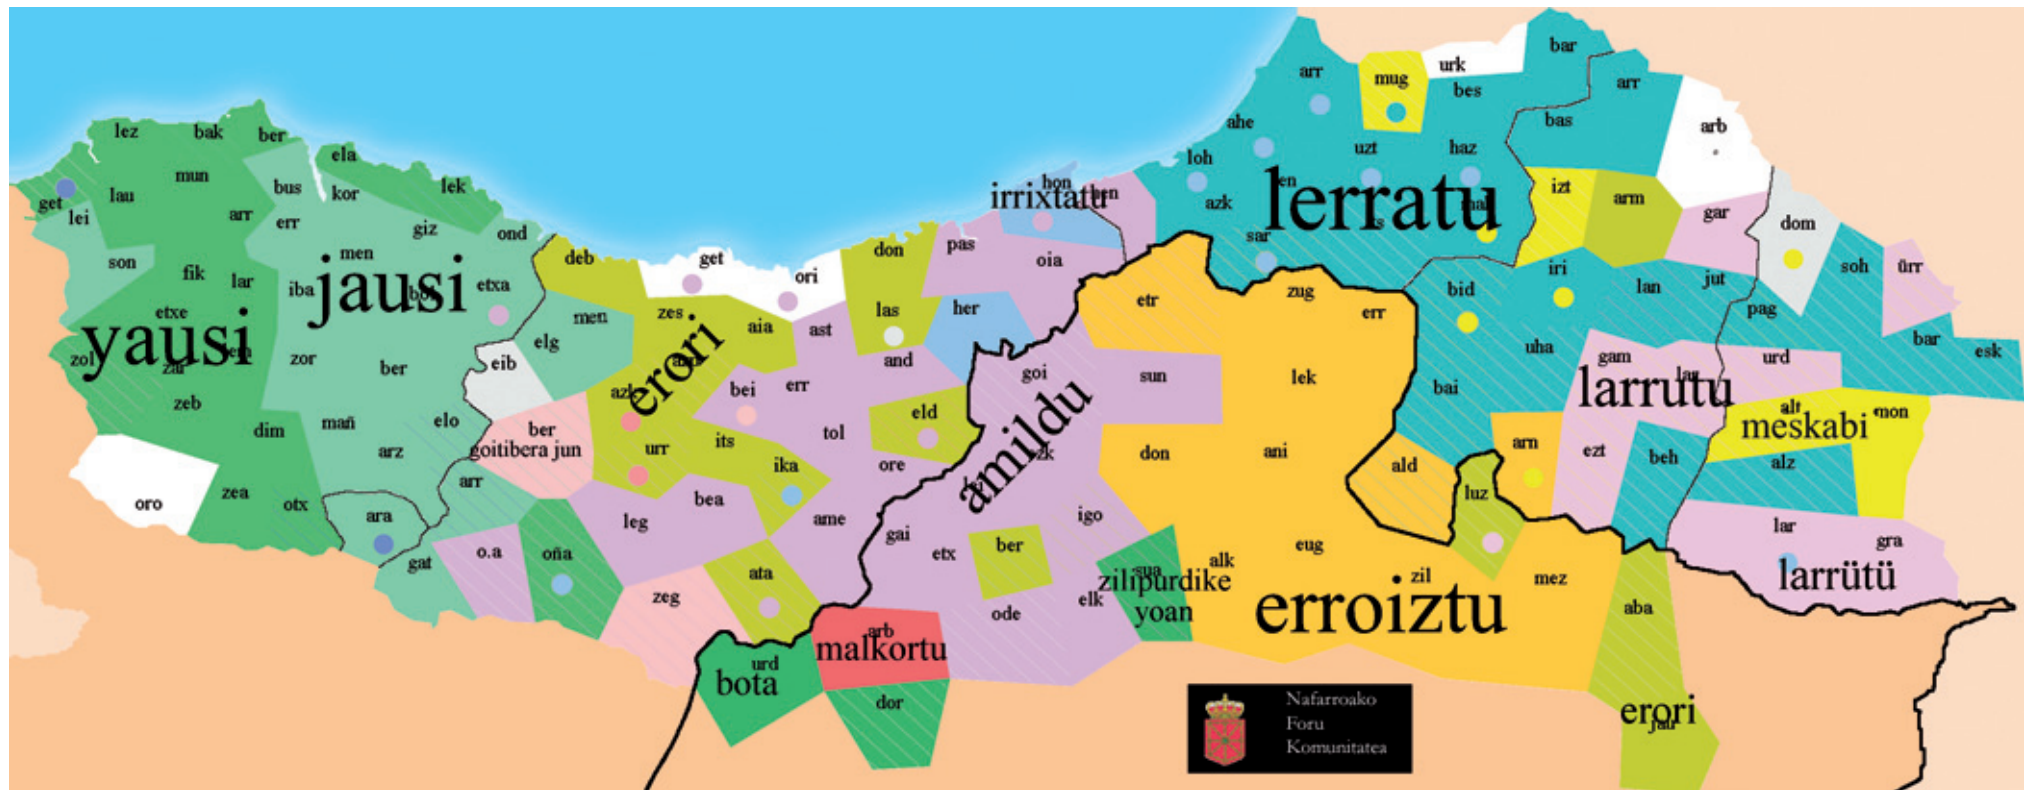 lez
bak
ber
get
lei
lau
mun
arr
bus
err
ela
kor
lek
giz
ond
men
son
fik
lar
iba
jausi
etxa
etxe
yausi
zol
zor
ber
zeb
dim
mañ
elo
arz
oro
zea
otx
ara
arr
gat
deb
get
ori
don
men
elg
eib
zes
aia
ast
las
and
erori
bei
err
eld
azk
ber
goitibera jun
urr
its
tol
ika
ore
bea
leg
ame
o.a
oña
zeg
ata
hon
irrixtatu
pas
oia
her
goi
sun
amildu
gai
etx
ber
igo
ode
elk
sua
zilipurdike
yoan
urd
bota
arb
malkortu
dor
etr
zug
err
lek
don
ani
ald
alk
eug
zil
mez
erroiztu
luz
arn
aba
erori
jau
arr
mug
urk
bar
bes
ahe
loh
uzt
haz
azk
lerratu
sar
bas
arr
arb
izt
arm
gar
dom
iri
bid
lan
jut
pag
soh
ürr
uha
bai
gam
larrutu
urd
bar
esk
ezt
beh
alt
mon
meskabi
alz
lar
gra
larrütü
Nafarroako
Foru
Komunitatea